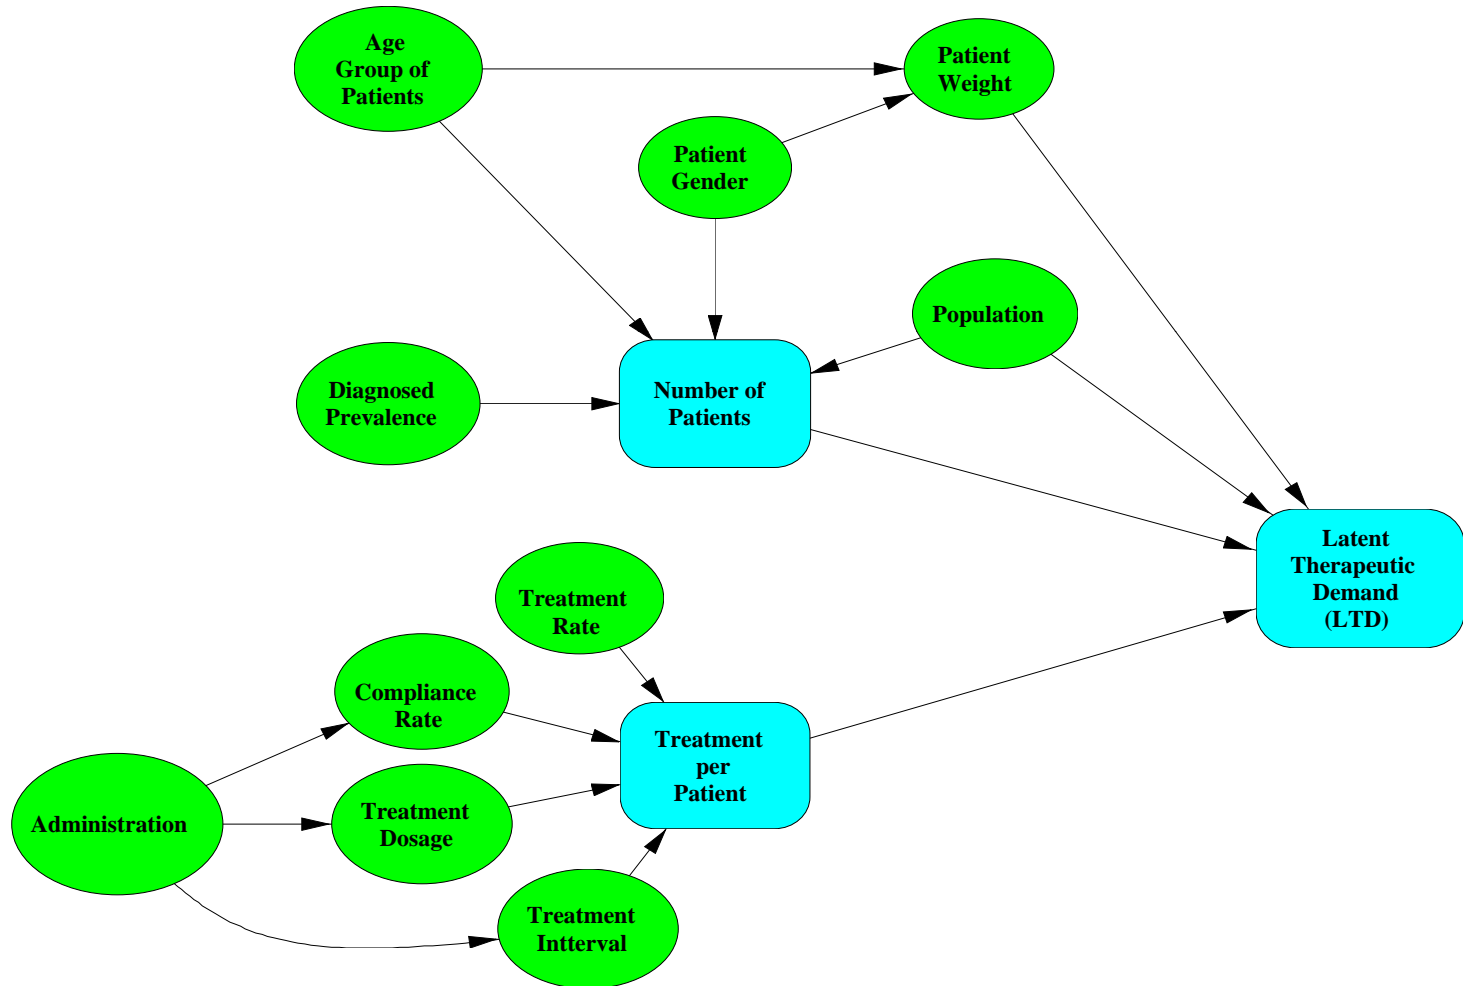 Age
Group of
Patients
Patient
Weight
Patient
Gender
Population
Diagnosed
Prevalence
Number of
Patients
Latent
Therapeutic
Demand
(LTD)
Treatment
Rate
Compliance
Rate
Treatment
per
Patient
Administration
Treatment
Dosage
Treatment
Intterval